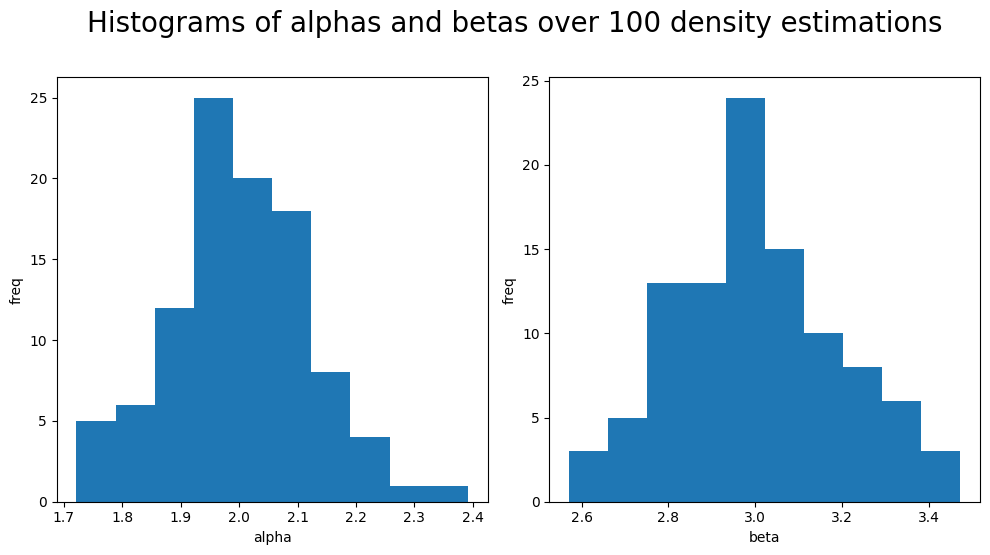 Histograms of alphas and betas over 100 density estimations
freq
25
20
15
10
5
0
1.7 1.8 1.9 2.0 2.1 2.2 2.3 2.4
alpha
freq
25
20
15
10
5
0
2.6 2.8 3.0 3.2 3.4
beta